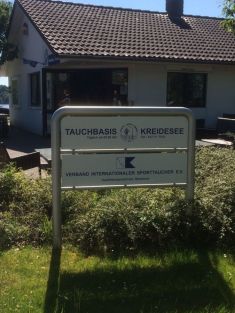 TAUCHBASIS KREIDESEE
VERBAND INTERNATIONALER SPORTTAUCHER E.V.